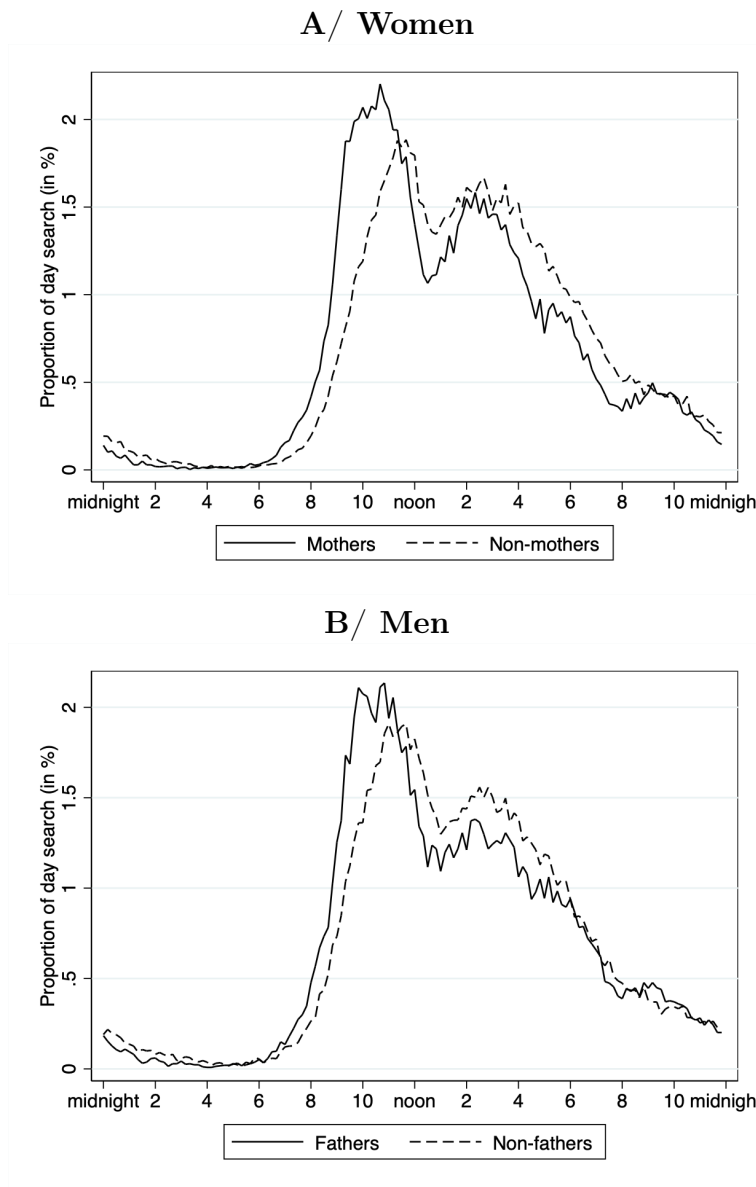 A/ Women
Proportion of day search (in %)
2
1.5
1
.5
0
midnight 2 4 6 8 10 noon 2 4 6 8 10 midnigh
Mothers Non-mothers
B/ Men
Proportion of day search (in %)
2
1.5
1
.5
0
midnight 2 4 6 8 10 noon 2 4 6 8 10 midnigh
Fathers Non-fathers